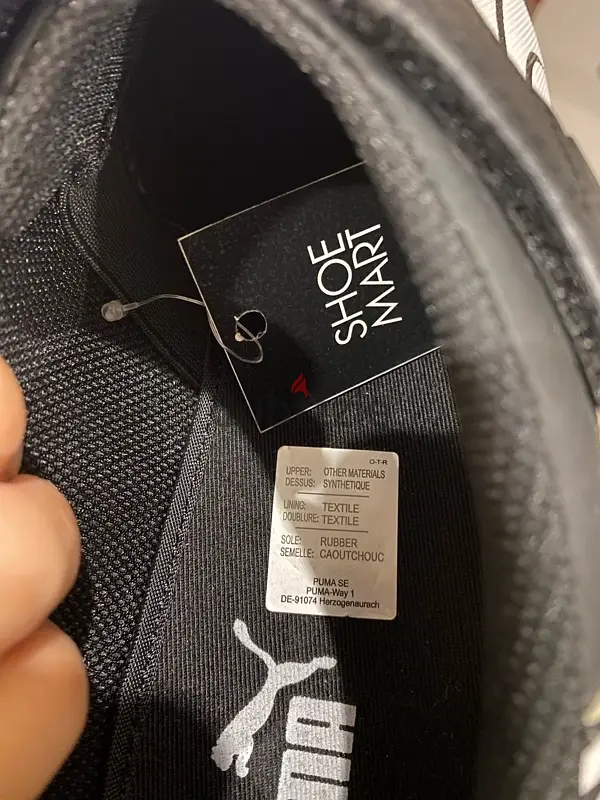 SHOE
MART
O-T-R
UPPER: OTHER MATERIALS
DESSUS: SYNTHETIQUE
LINING: TEXTILE
DOUBLURE: TEXTILE
SOLE: RUBBER
SEMELLE: CAOUTCHOUC
PUMA SE
PUMA-Way 1
DE-91074 Herzogenaurach